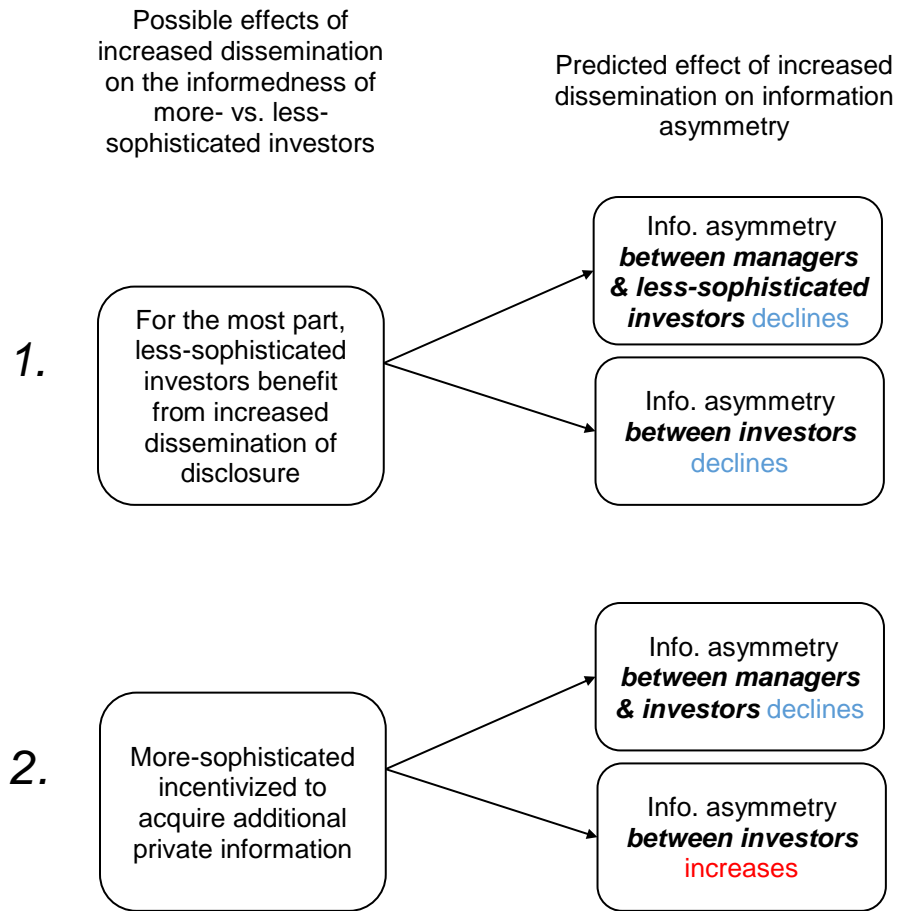 Possible effects of
increased dissemination
on the informedness of
more- vs. less-
sophisticated investors
Predicted effect of increased
dissemination on information
asymmetry
1.
For the most part,
less-sophisticated
investors benefit
from increased
dissemination of
disclosure
Info. asymmetry
between managers
& less-sophisticated
investors declines
Info. asymmetry
between investors
declines
2.
More-sophisticated
incentivized to
acquire additional
private information
Info. asymmetry
between managers
& investors declines
Info. asymmetry
between investors
increases